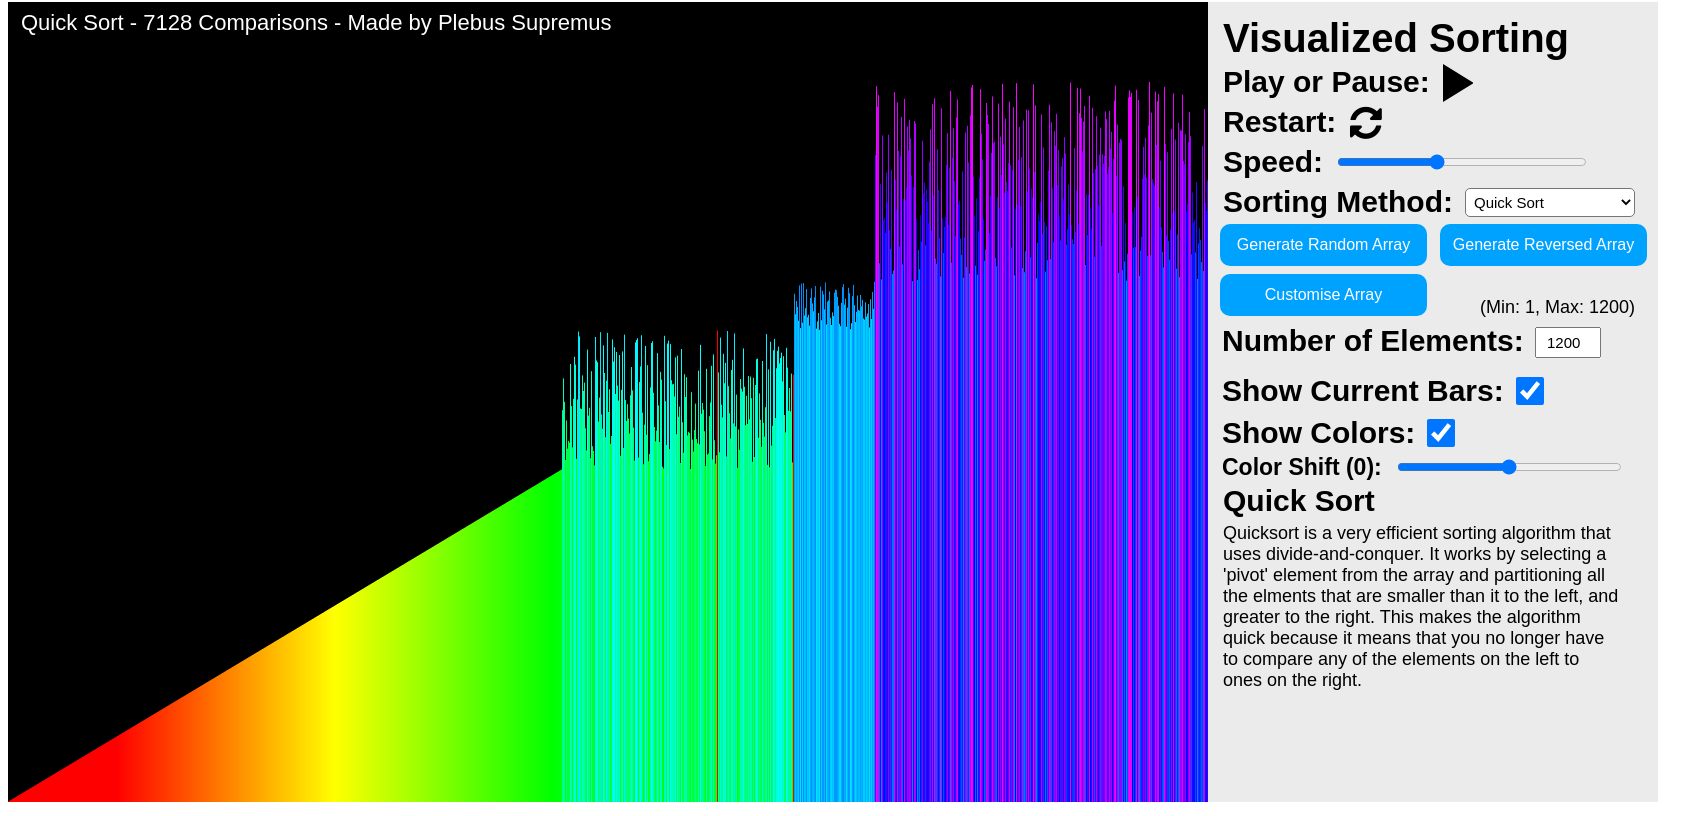 Quick Sort - 7128 Comparisons - Made by Plebus Supremus
Visualized Sorting
Play or Pause:
Restart:
Speed:
Sorting Method: Quick Sort
Generate Random Array Generate Reversed Array
Customise Array
(Min: 1, Max: 1200)
Number of Elements: 1200
Show Current Bars:
Show Colors:
Color Shift (0):
Quick Sort
Quicksort is a very efficient sorting algorithm that
uses divide-and-conquer. It works by selecting a
'pivot' element from the array and partitioning all
the elments that are smaller than it to the left, and
greater to the right. This makes the algorithm
quick because it means that you no longer have
to compare any of the elements on the left to
ones on the right.